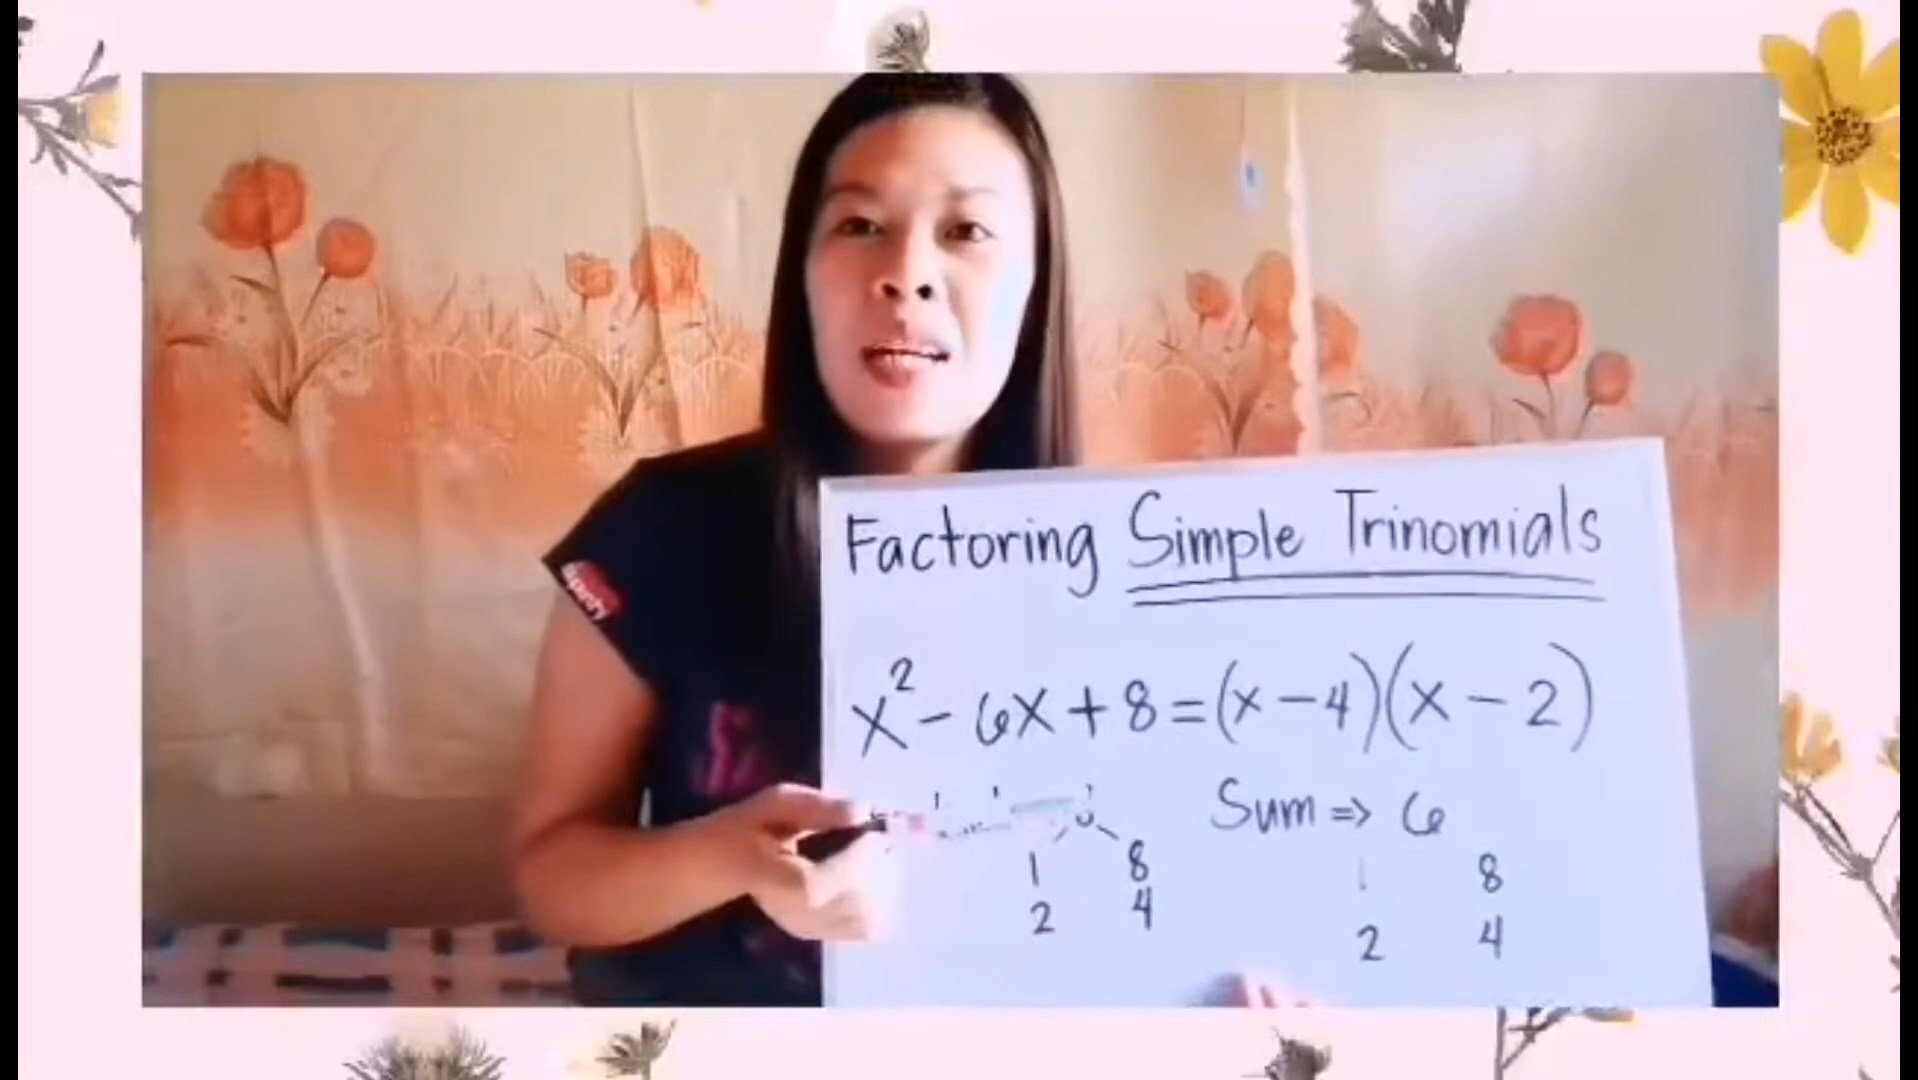 Factoring Simple Trinomials
x² - 6x + 8 = (x - 4)(x - 2)
Sum => 6
1 8 1 8
2 4 2 4